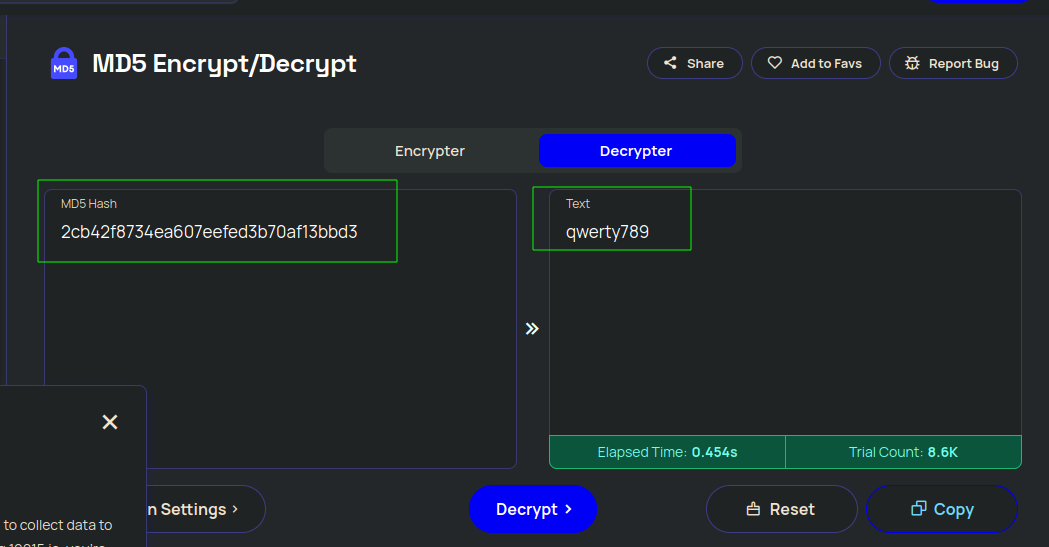 MD5
MD5 Encrypt/Decrypt
Share
Add to Favs
Report Bug
Encrypter
Decrypter
MD5 Hash
2cb42f8734ea607eefed3b70af13bbd3
Text
qwerty789
»
Elapsed Time: 0.454s
Trial Count: 8.6K
n Settings ›
Decrypt ›
Reset
Copy
to collect data to